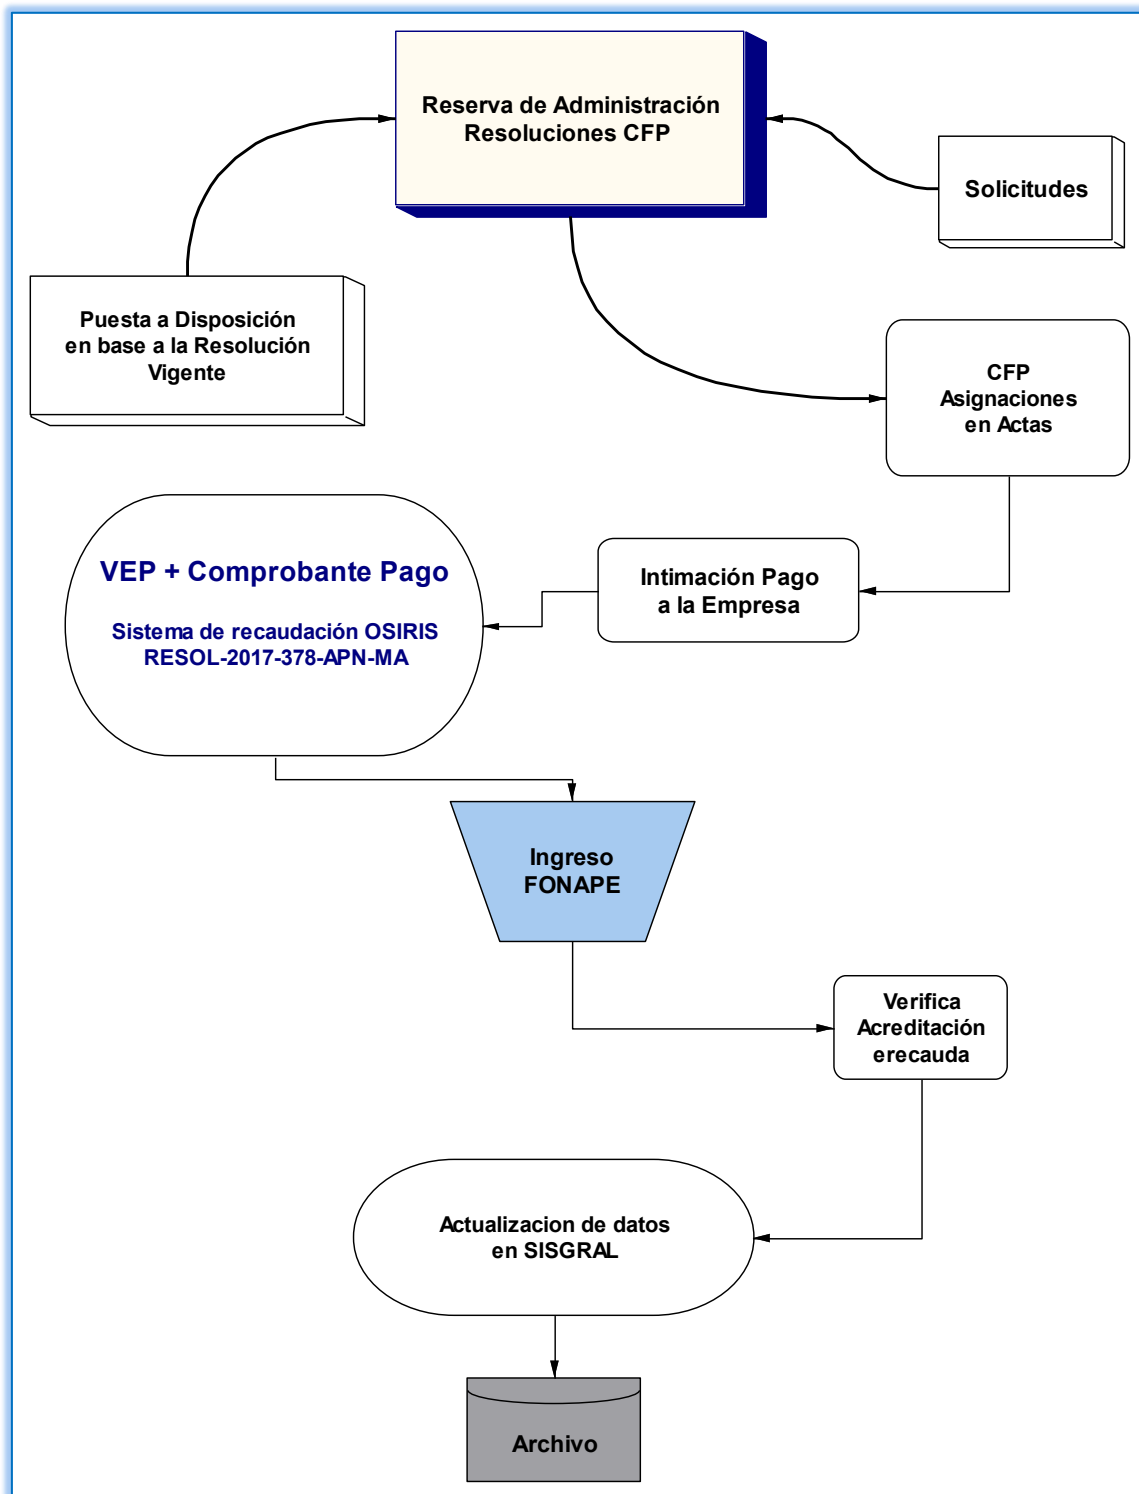 Reserva de Administración
Resoluciones CFP
Solicitudes
Puesta a Disposición
en base a la Resolución
Vigente
CFP
Asignaciones
en Actas
Intimación Pago
a la Empresa
VEP + Comprobante Pago
Sistema de recaudación OSIRIS
RESOL-2017-378-APN-MA
Ingreso
FONAPE
Verifica
Acreditación
erecauda
Actualizacion de datos
en SISGRAL
Archivo